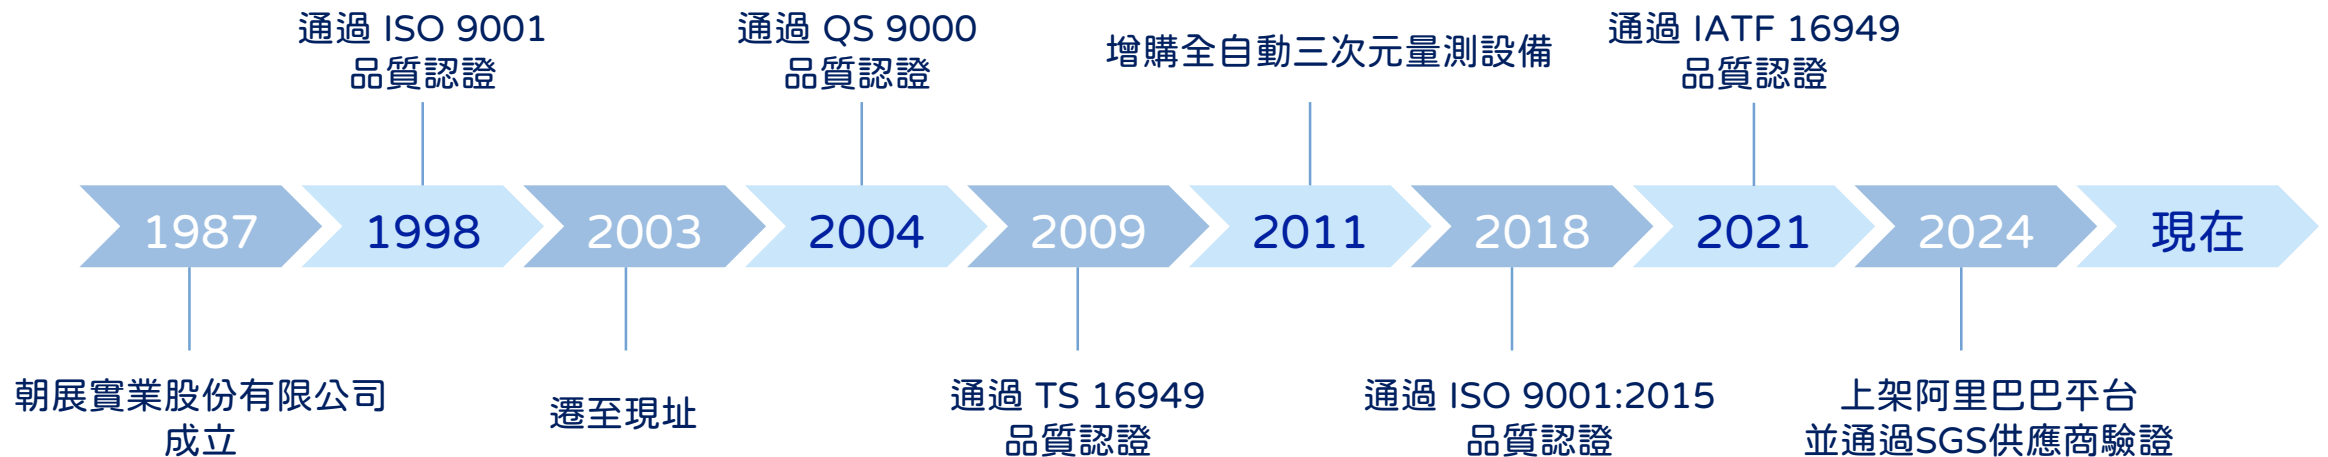 通過 ISO 9001
品質認證
通過 QS 9000
品質認證
增購全自動三次元量測設備
通過 IATF 16949
品質認證
1987
1998
2003
2004
2009
2011
2018
2021
2024
現在
朝展實業股份有限公司
成立
遷至現址
通過 TS 16949
品質認證
通過 ISO 9001:2015
品質認證
上架阿里巴巴平台
並通過SGS供應商驗證